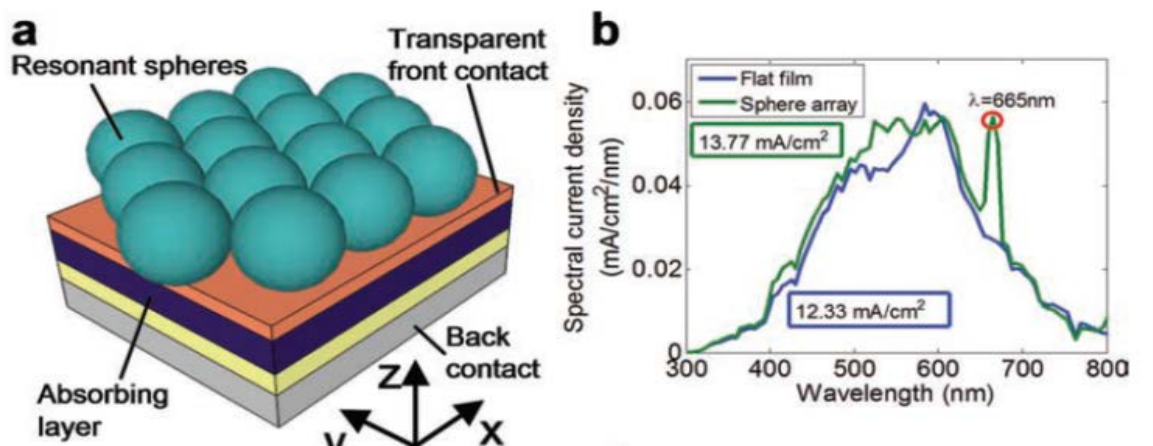 a
Resonant spheres
Transparent
front contact
Absorbing
layer
Back
contact
Z
X
b
Flat film
Sphere array
λ=665nm
13.77 mA/cm²
12.33 mA/cm²
Spectral current density
(mA/cm²/nm)
0.06
0.04
0.02
0
300 400 500 600 700 800
Wavelength (nm)